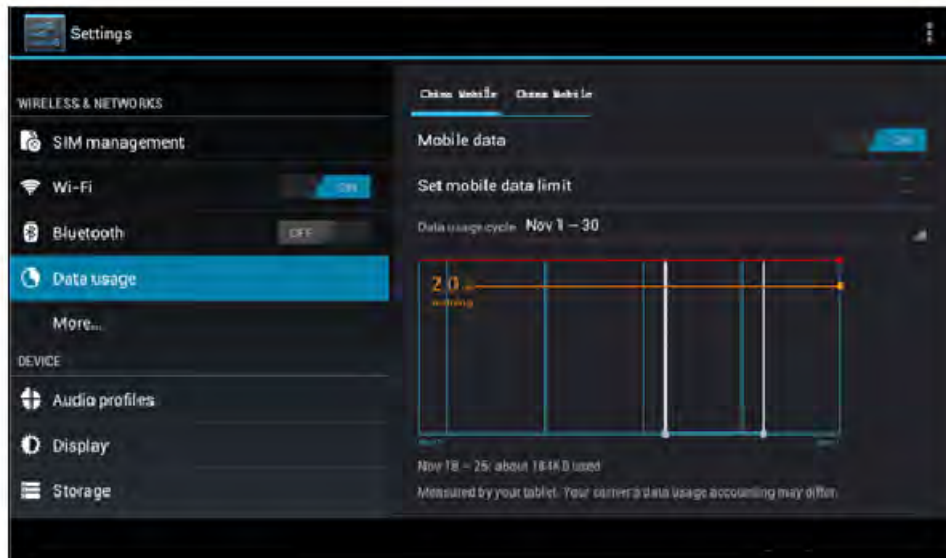 Settings
WIRELESS & NETWORKS
SIM management
Wi-Fi
ON
Bluetooth
OFF
Data usage
More...
DEVICE
Audio profiles
Display
Storage
China Mobile China Mobile
Mobile data
ON
Set mobile data limit
Data usage cycle Nov 1 – 30
2.0
warning
Nov 18 – 25: about 184KB used
Measured by your tablet. Your carrier's data usage accounting may differ.